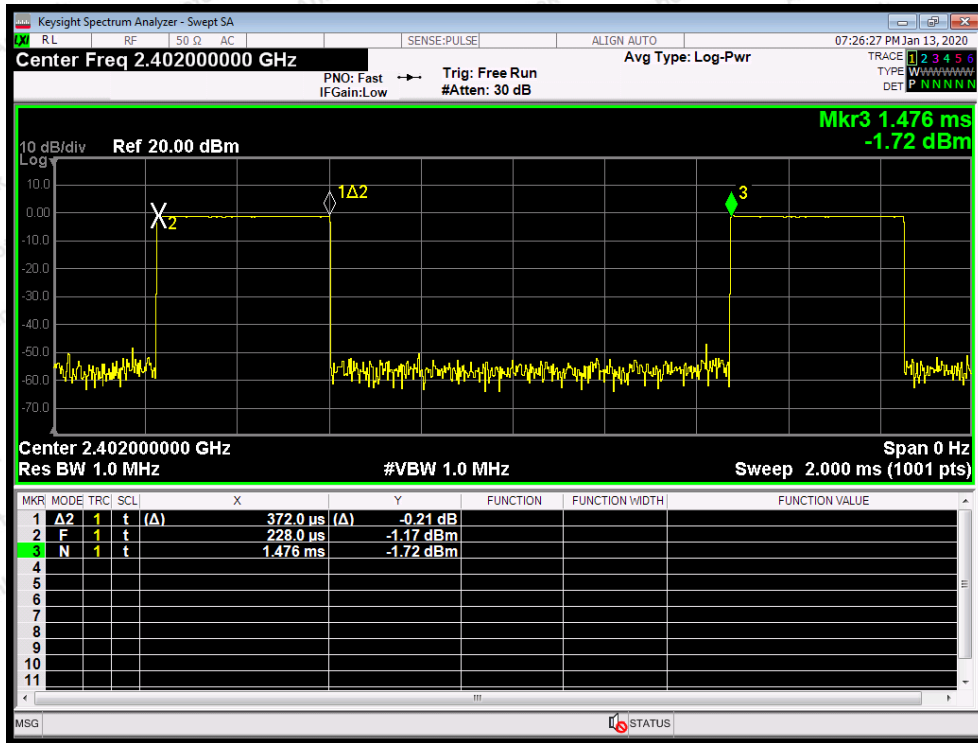 Keysight Spectrum Analyzer - Swept SA
LXI RL RF 50 Ω AC SENSE:PULSE ALIGN AUTO 07:26:27 PM Jan 13, 2020
Center Freq 2.402000000 GHz
PNO: Fast
IFGain:Low
Trig: Free Run
#Atten: 30 dB
Avg Type: Log-Pwr
TRACE 1 2 3 4 5 6
TYPE W
DET P N N N N N
Mkr3 1.476 ms
-1.72 dBm
10 dB/div Ref 20.00 dBm
Log
10.0
0.00
-10.0
-20.0
-30.0
-40.0
-50.0
-60.0
-70.0
2
1Δ2
3
Center 2.402000000 GHz Span 0 Hz
Res BW 1.0 MHz #VBW 1.0 MHz Sweep 2.000 ms (1001 pts)
MKR MODE TRC SCL X Y FUNCTION FUNCTION WIDTH FUNCTION VALUE
1 Δ2 1 t (Δ) 372.0 µs (Δ) -0.21 dB
2 F 1 t 228.0 µs -1.17 dBm
3 N 1 t 1.476 ms -1.72 dBm
4
5
6
7
8
9
10
11
MSG STATUS